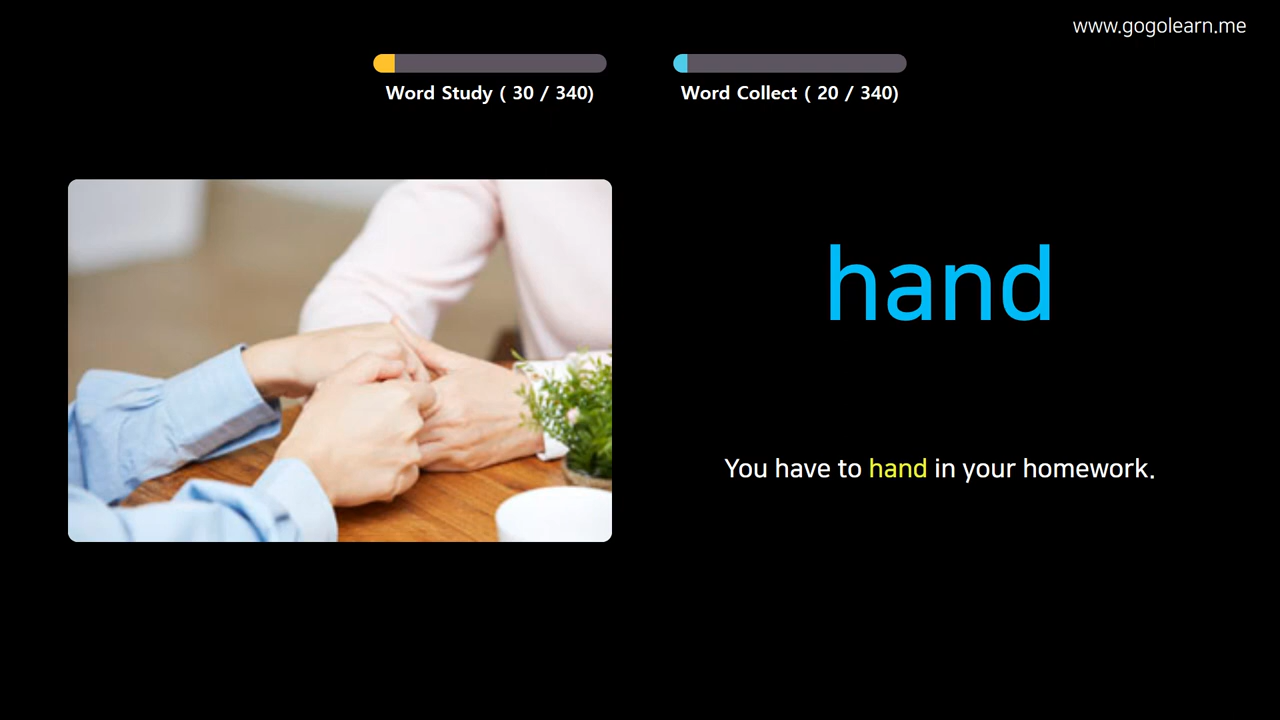 www.gogolearn.me
Word Study ( 30 / 340)
Word Collect ( 20 / 340)
hand
You have to hand in your homework.